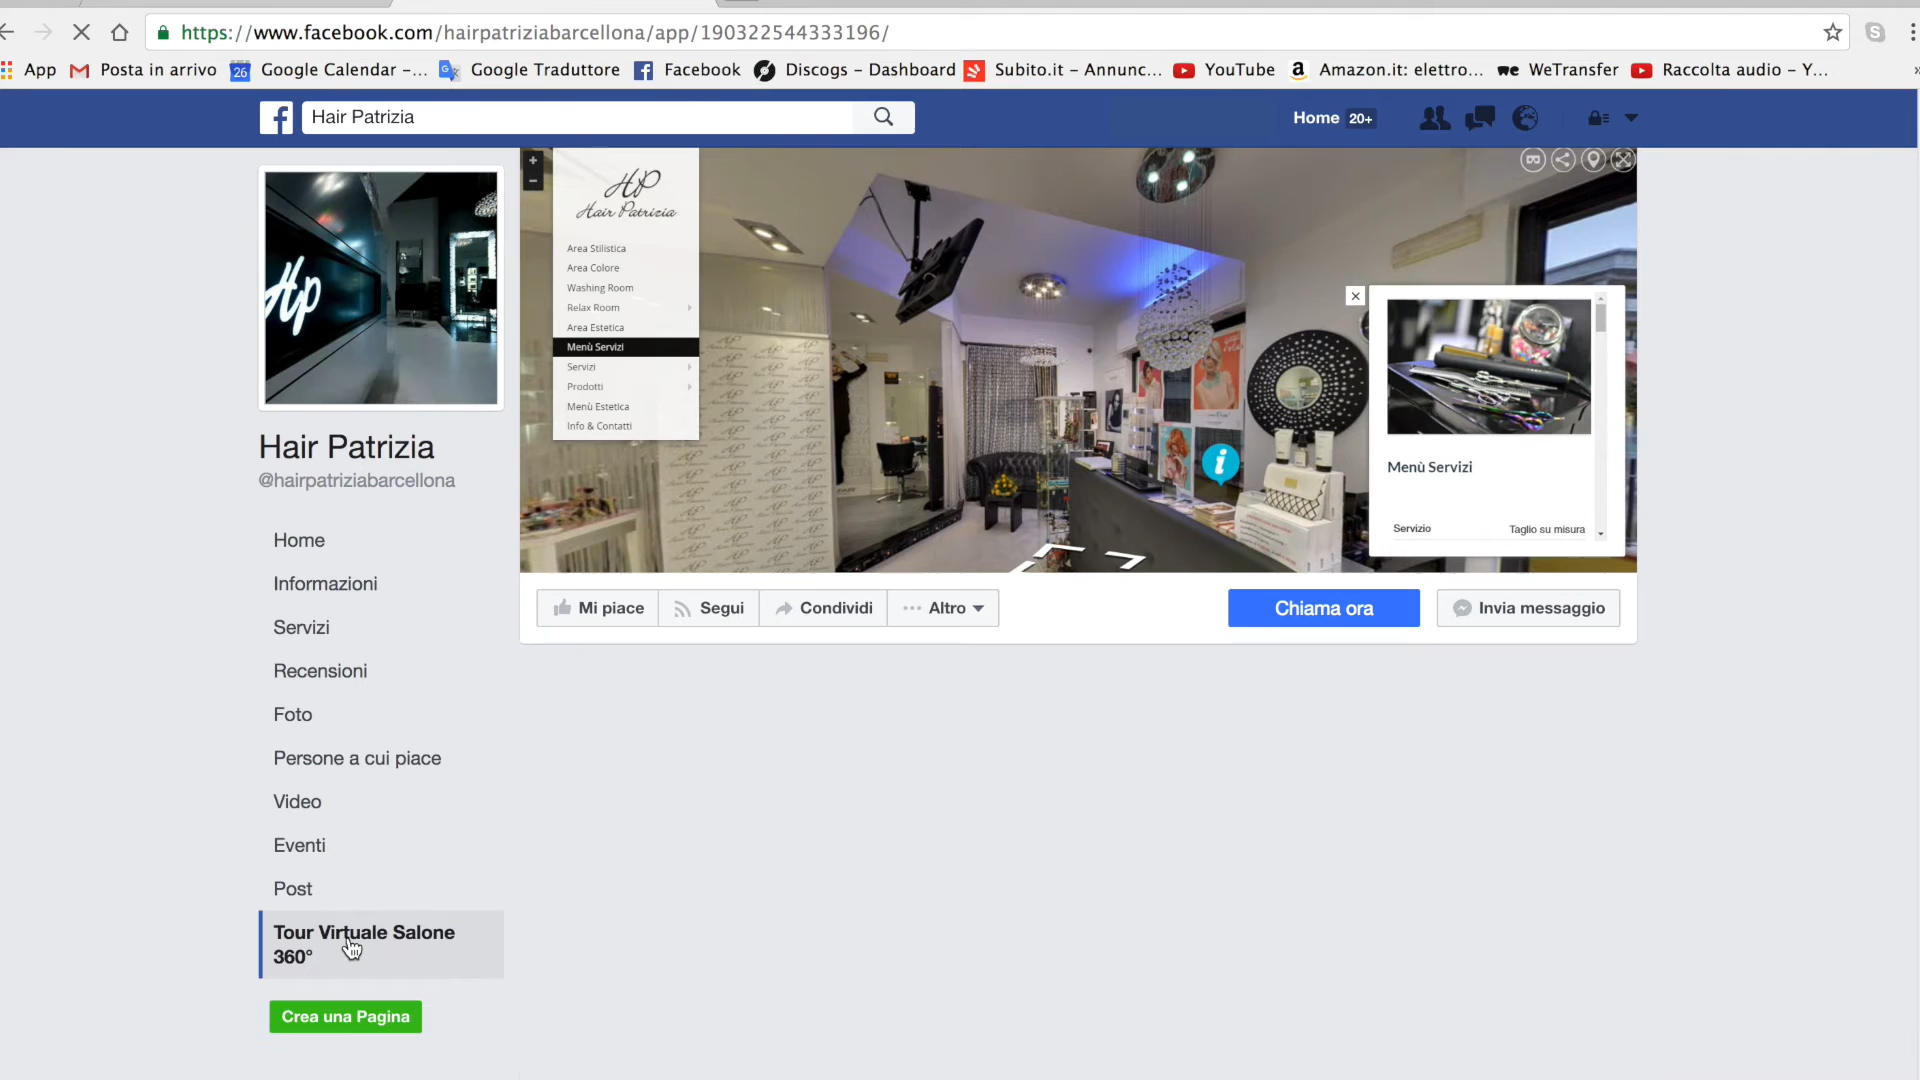 https://www.facebook.com/hairpatriziabarcellona/app/190322544333196/
App
Posta in arrivo
26
Google Calendar –...
Google Traduttore
Facebook
Discogs – Dashboard
Subito.it – Annunc...
YouTube
Amazon.it: elettro...
WeTransfer
Raccolta audio – Y...
Hair Patrizia
Home 20+
HP
Hair Patrizia
Area Stilistica
Area Colore
Washing Room
Relax Room
Area Estetica
Menù Servizi
Servizi
Prodotti
Menù Estetica
Info & Contatti
Hp
Menù Servizi
Servizio
Taglio su misura
Hair Patrizia
@hairpatriziabarcellona
Mi piace
Segui
Condividi
Altro
Chiama ora
Invia messaggio
Home
Informazioni
Servizi
Recensioni
Foto
Persone a cui piace
Video
Eventi
Post
Tour Virtuale Salone
360°
Crea una Pagina